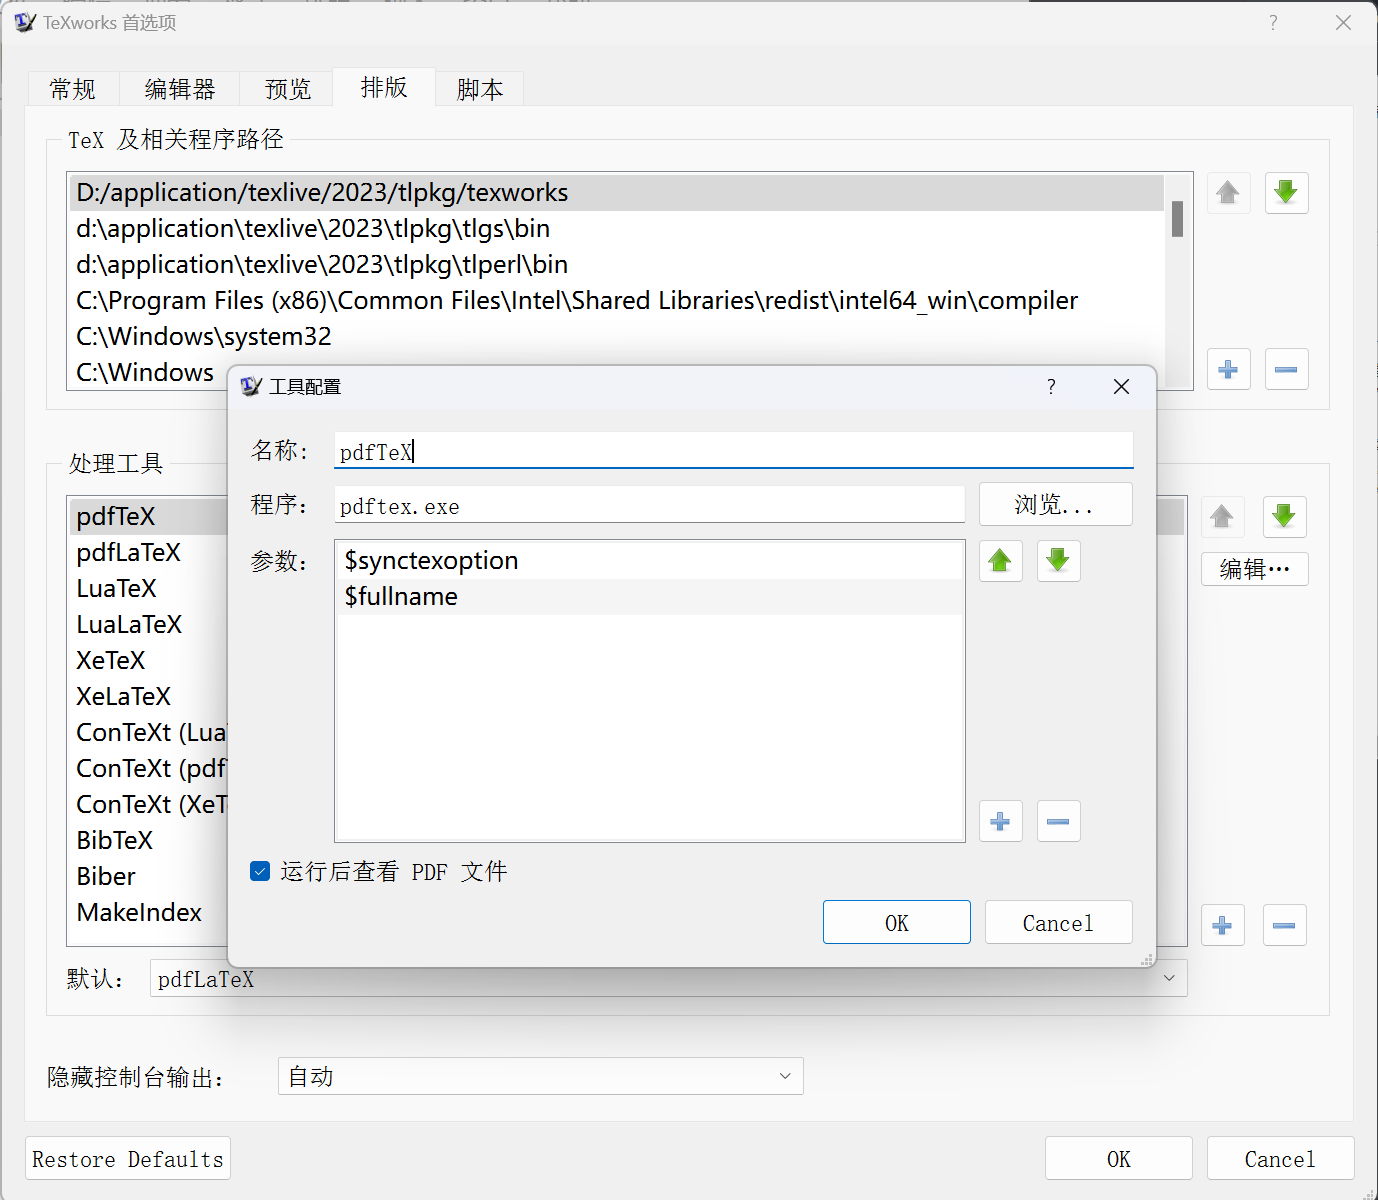 TeXworks 首选项
常规 编辑器 预览 排版 脚本
TeX 及相关程序路径
D:/application/texlive/2023/tlpkg/texworks
d:\application\texlive\2023\tlpkg\tlgs\bin
d:\application\texlive\2023\tlpkg\tlperl\bin
C:\Program Files (x86)\Common Files\Intel\Shared Libraries\redist\intel64_win\compiler
C:\Windows\system32
C:\Windows
处理工具
pdfTeX
pdfLaTeX
LuaTeX
LuaLaTeX
XeTeX
XeLaTeX
ConTeXt (Lua
ConTeXt (pdf
ConTeXt (XeT
BibTeX
Biber
MakeIndex
编辑…
工具配置
名称: pdfTeX
程序: pdftex.exe 浏览...
参数: $synctexoption
$fullname
运行后查看 PDF 文件
OK Cancel
默认: pdfLaTeX
隐藏控制台输出: 自动
Restore Defaults OK Cancel